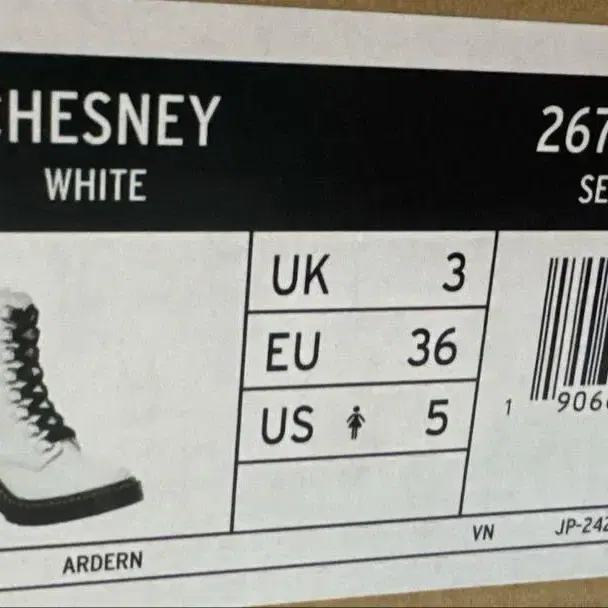 CHESNEY
WHITE
267
SE
UK 3
EU 36
US 5
1 906
ARDERN
VN
JP-242